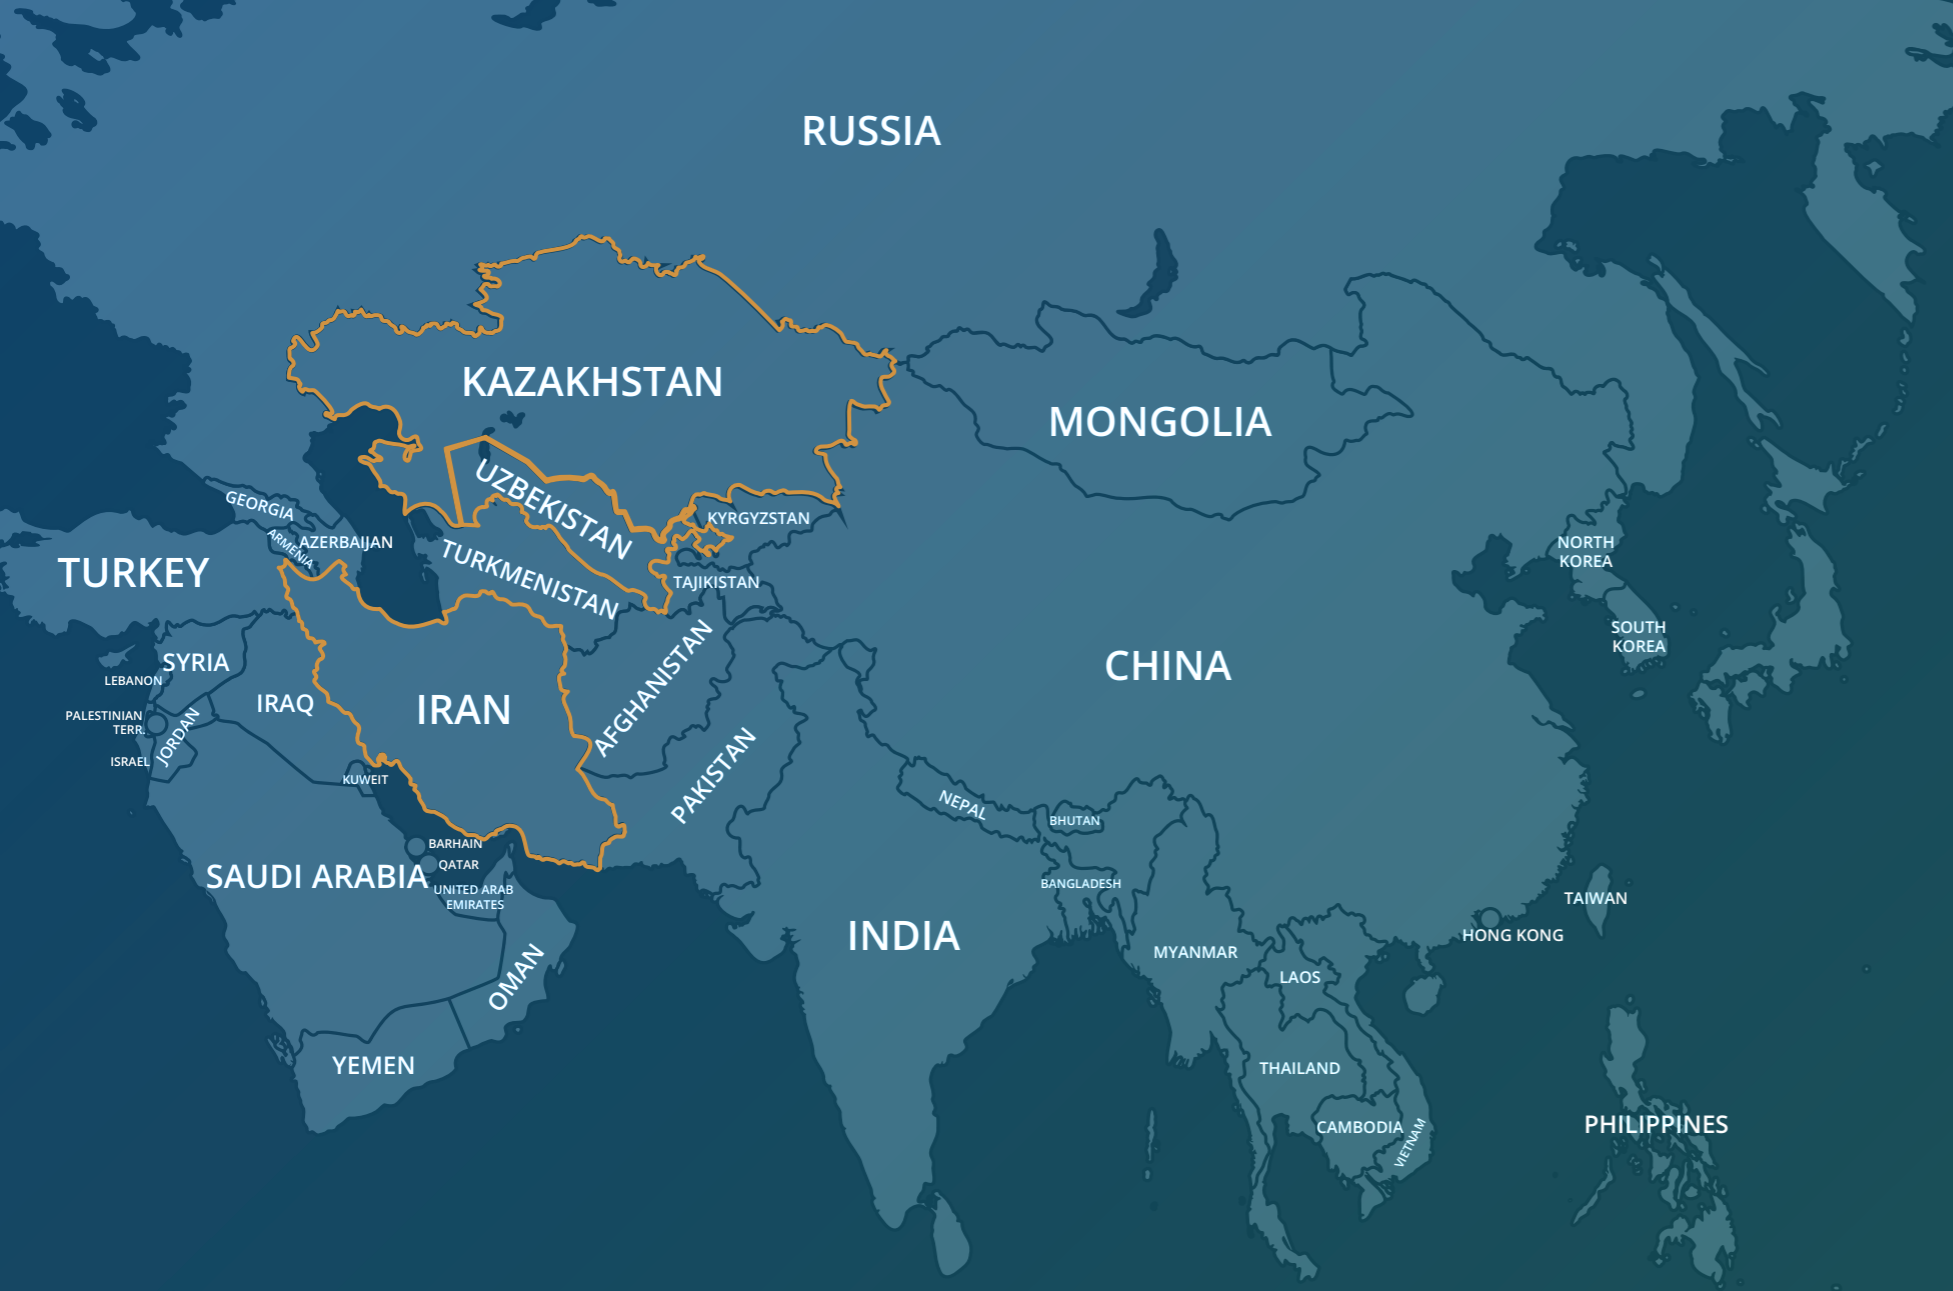 RUSSIA
KAZAKHSTAN
MONGOLIA
UZBEKISTAN
GEORGIA
KYRGYZSTAN
ARMENIA
AZERBAIJAN
TURKMENISTAN
TURKEY
TAJIKISTAN
NORTH
KOREA
SOUTH
KOREA
SYRIA
LEBANON
IRAQ
IRAN
AFGHANISTAN
CHINA
PALESTINIAN
TERR.
JORDAN
ISRAEL
KUWEIT
PAKISTAN
NEPAL
BHUTAN
BARHAIN
QATAR
SAUDI ARABIA
UNITED ARAB
EMIRATES
BANGLADESH
TAIWAN
INDIA
HONG KONG
MYANMAR
OMAN
LAOS
YEMEN
THAILAND
CAMBODIA
VIETNAM
PHILIPPINES